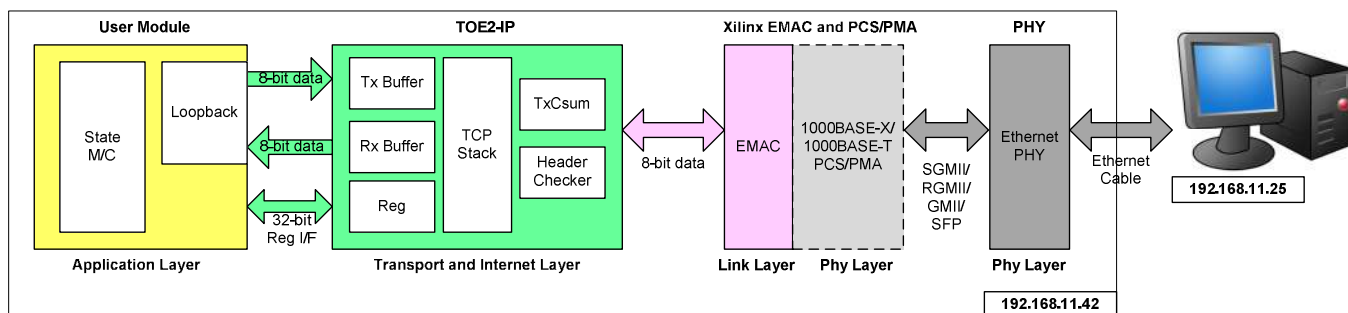 User Module
TOE2-IP
Xilinx EMAC and PCS/PMA
PHY
State
M/C
Loopback
8-bit data
8-bit data
32-bit
Reg I/F
Tx Buffer
Rx Buffer
Reg
TCP
Stack
TxCsum
Header
Checker
8-bit data
EMAC
1000BASE-X/
1000BASE-T
PCS/PMA
SGMII/
RGMII/
GMII/
SFP
Ethernet
PHY
Ethernet
Cable
192.168.11.25
Application Layer
Transport and Internet Layer
Link Layer
Phy Layer
Phy Layer
192.168.11.42